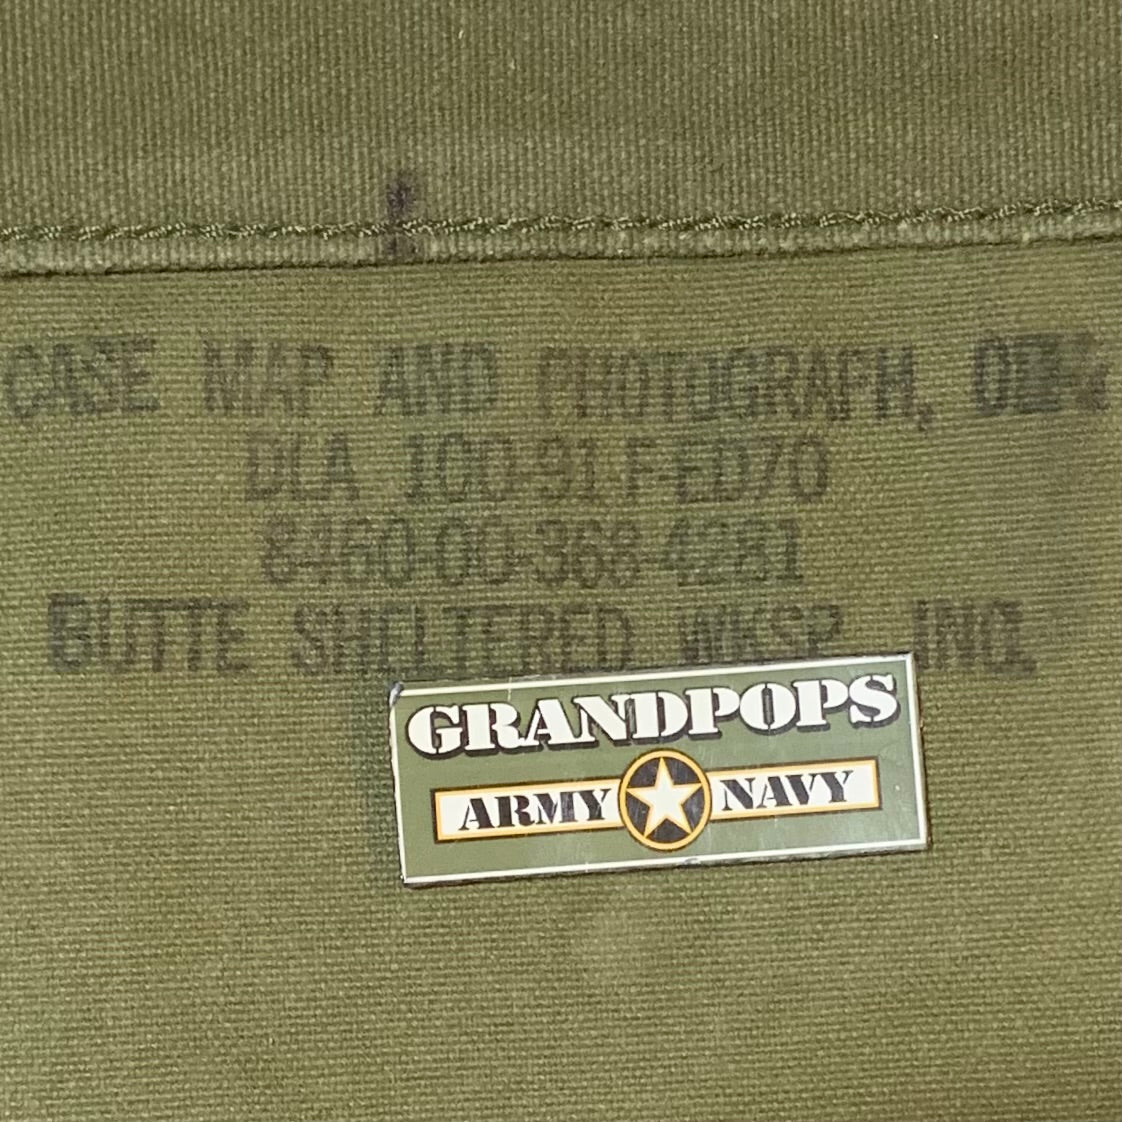 CASE MAP AND PHOTOGRAPH,
DLA 100-91-F-ED70
8460-00-368-4281
BUTTE SHELTERED WKSP. INC.
GRANDPOPS
ARMY NAVY